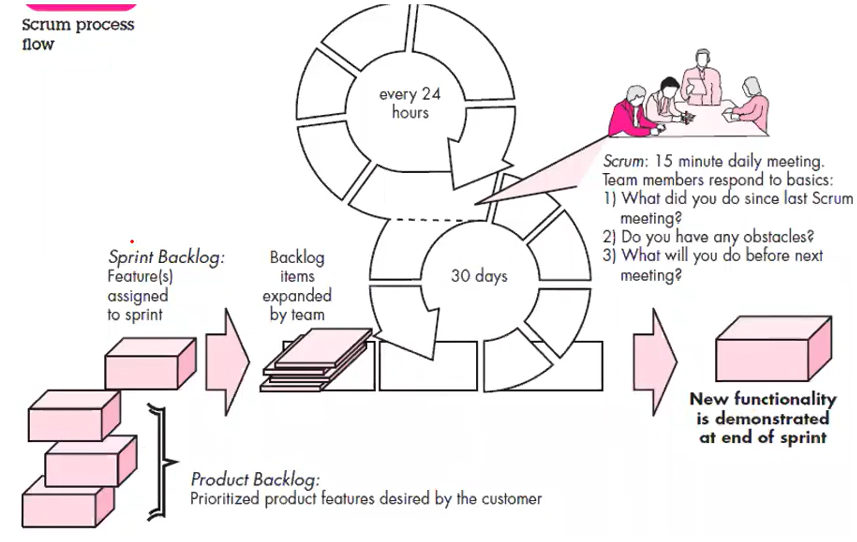 Scrum process
flow
every 24
hours
Scrum: 15 minute daily meeting.
Team members respond to basics:
1) What did you do since last Scrum
meeting?
2) Do you have any obstacles?
3) What will you do before next
meeting?
Sprint Backlog:
Feature(s)
assigned
to sprint
Backlog
items
expanded
by team
30 days
New functionality
is demonstrated
at end of sprint
Product Backlog:
Prioritized product features desired by the customer